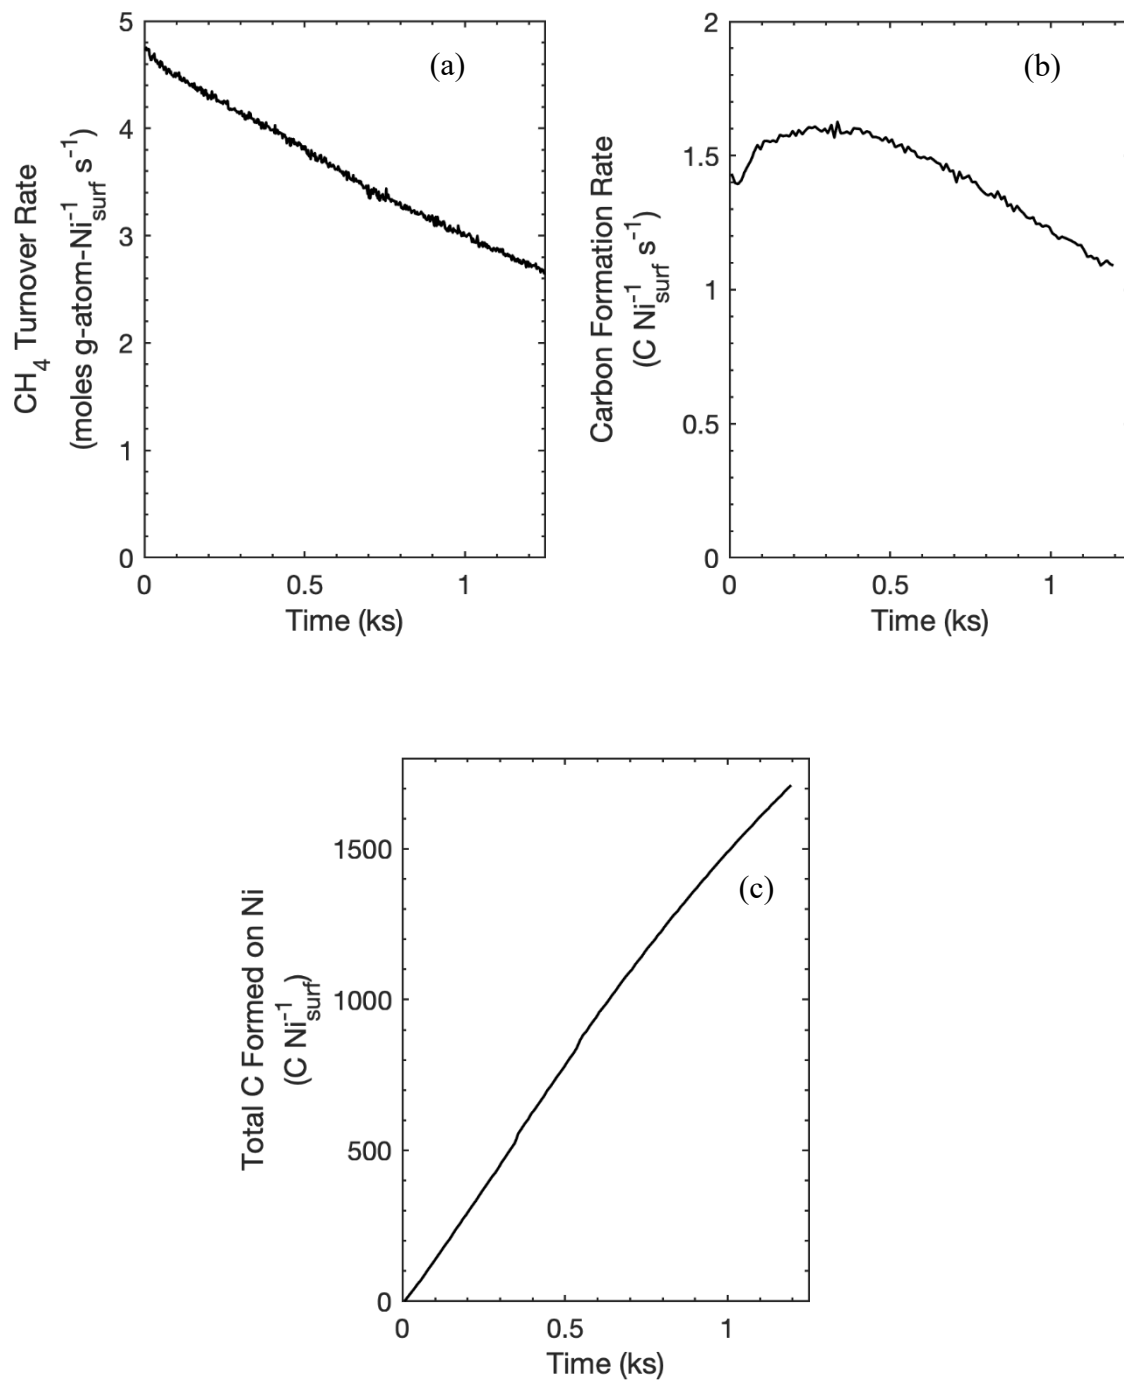 (a)
CH₄ Turnover Rate
(moles g-atom-Ni⁻¹surf s⁻¹)
5
4
3
2
1
0
0 0.5 1
Time (ks)
(b)
Carbon Formation Rate
(C Ni⁻¹surf s⁻¹)
2
1.5
1
0.5
0
0 0.5 1
Time (ks)
(c)
Total C Formed on Ni
(C Ni⁻¹surf)
1500
1000
500
0
0 0.5 1
Time (ks)